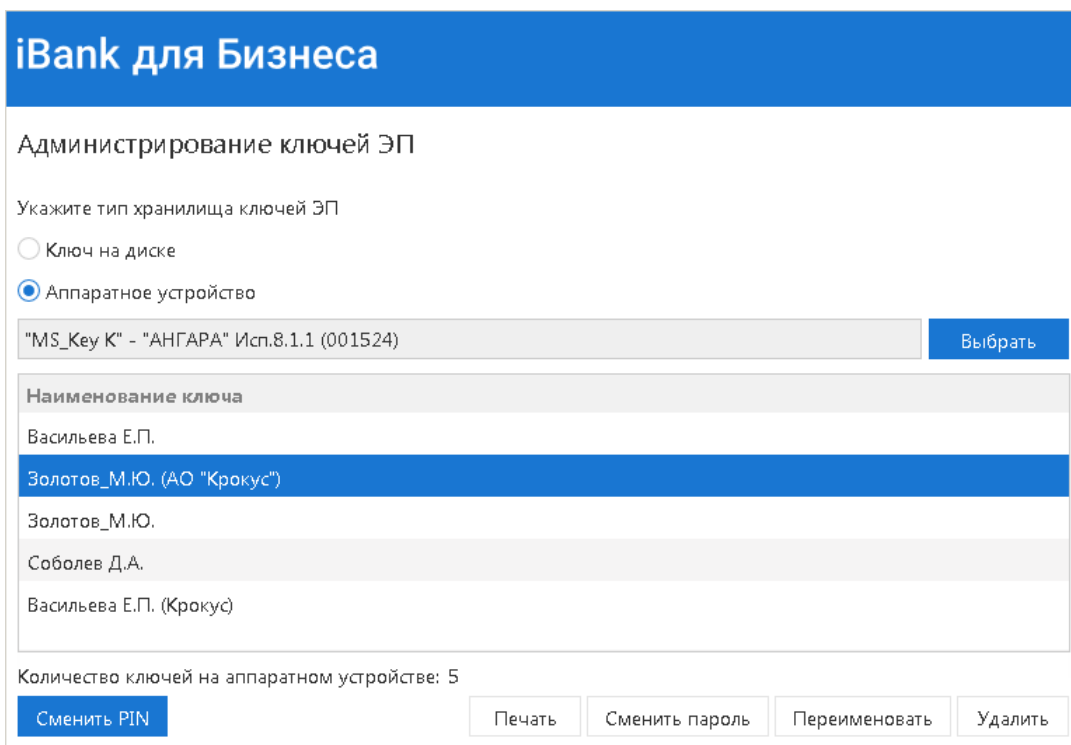 iBank для Бизнеса
Администрирование ключей ЭП
Укажите тип хранилища ключей ЭП
Ключ на диске
Аппаратное устройство
"MS_Key K" - "АНГАРА" Исп.8.1.1 (001524)
Выбрать
Наименование ключа
Васильева Е.П.
Золотов_М.Ю. (АО "Крокус")
Золотов_М.Ю.
Соболев Д.А.
Васильева Е.П. (Крокус)
Количество ключей на аппаратном устройстве: 5
Сменить PIN
Печать
Сменить пароль
Переименовать
Удалить